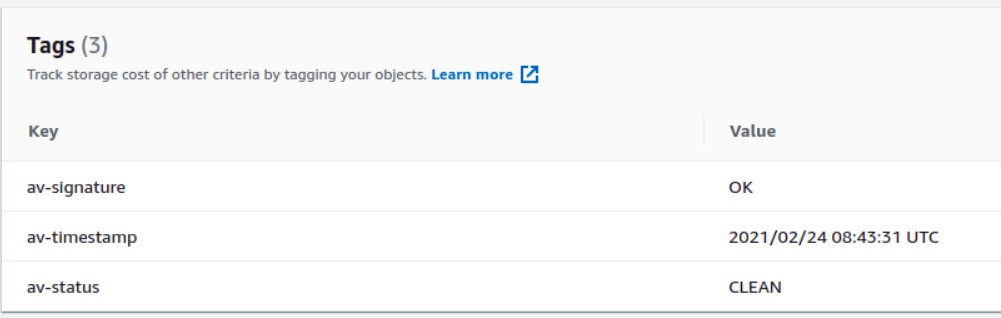 Tags (3)
Track storage cost of other criteria by tagging your objects. Learn more
Key Value
av-signature OK
av-timestamp 2021/02/24 08:43:31 UTC
av-status CLEAN